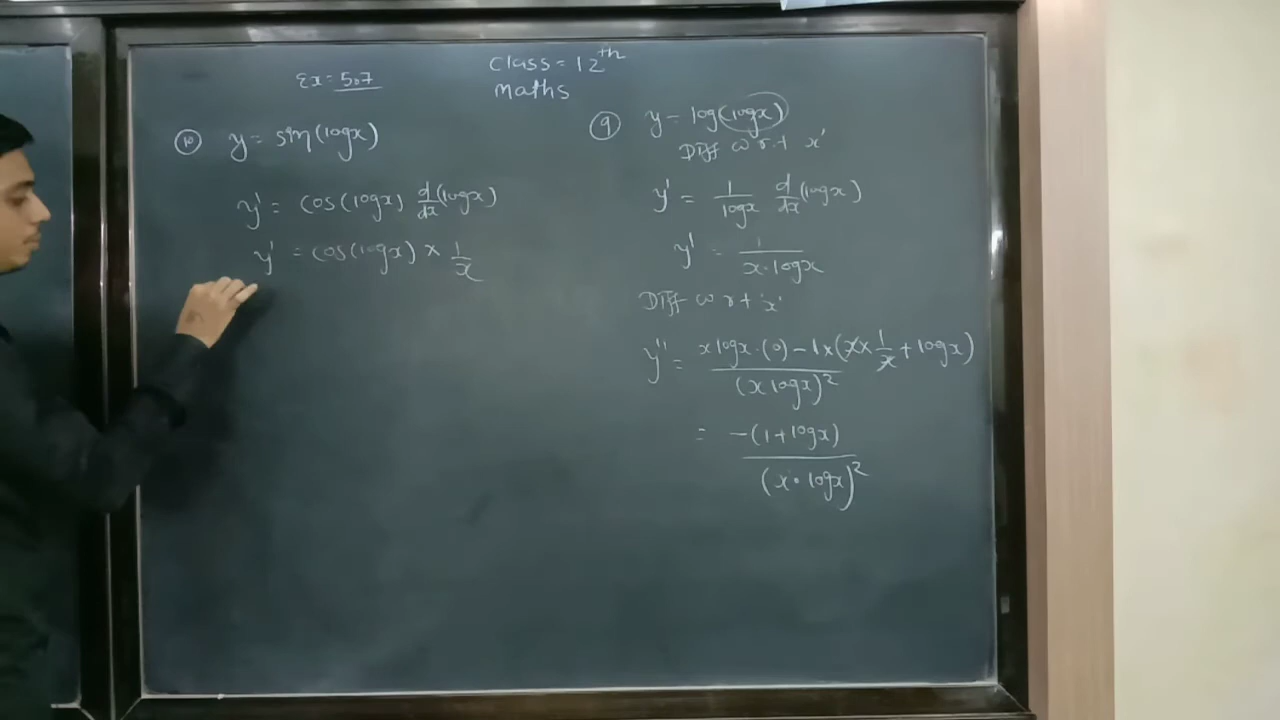 Ex = 5.7
Class = 12th
Maths
⑩ y = sin(logx)
y' = cos(logx) d/dx (logx)
y' = cos(logx) × 1/x
⑨ y = log(logx)
Diff w r t 'x'
y' = 1/logx d/dx (logx)
y' = 1/x·logx
Diff w r t 'x'
y'' = xlogx·(0) - 1×(x×1/x + logx)/(x logx)²
= -(1+logx)/(x·logx)²